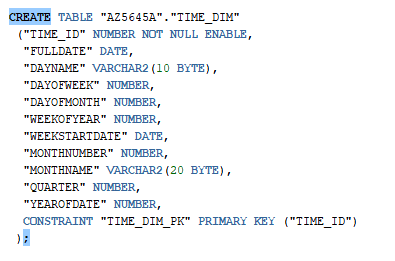 CREATE TABLE "AZ5645A"."TIME_DIM"
("TIME_ID" NUMBER NOT NULL ENABLE,
"FULLDATE" DATE,
"DAYNAME" VARCHAR2(10 BYTE),
"DAYOFWEEK" NUMBER,
"DAYOFMONTH" NUMBER,
"WEEKOFYEAR" NUMBER,
"WEEKSTARTDATE" DATE,
"MONTHNUMBER" NUMBER,
"MONTHNAME" VARCHAR2(20 BYTE),
"QUARTER" NUMBER,
"YEAROFDATE" NUMBER,
CONSTRAINT "TIME_DIM_PK" PRIMARY KEY ("TIME_ID")
);